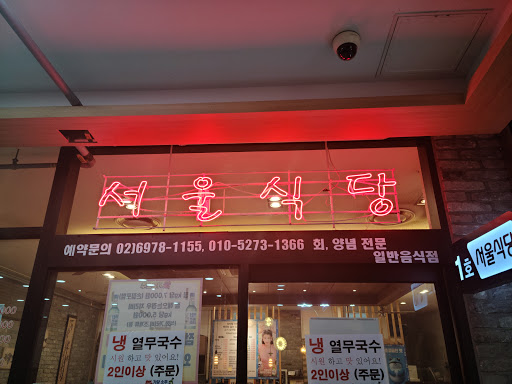 서울식당
예약문의 02)6978-1155, 010-5273-1366 회, 양념 전문
일반음식점
1호 서울식당
냉 열무국수
시원 하고 맛 있어요!
2인이상 (주문)
냉 열무국수
시원 하고 맛 있어요!
2인이상 (주문)